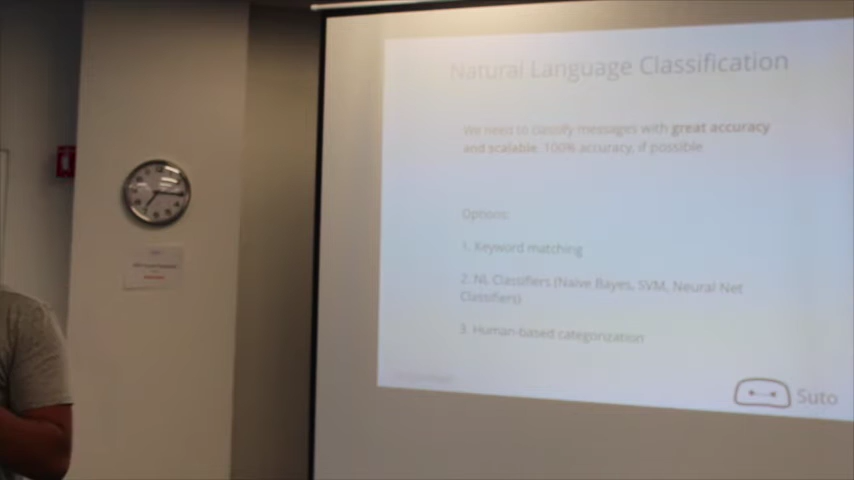 Natural Language Classification
We need to classify messages with great accuracy
and scalable. 100% accuracy, if possible
Options:
1. Keyword matching
2. NL Classifiers (Naive Bayes, SVM, Neural Net
Classifiers)
3. Human-based categorization
Suto